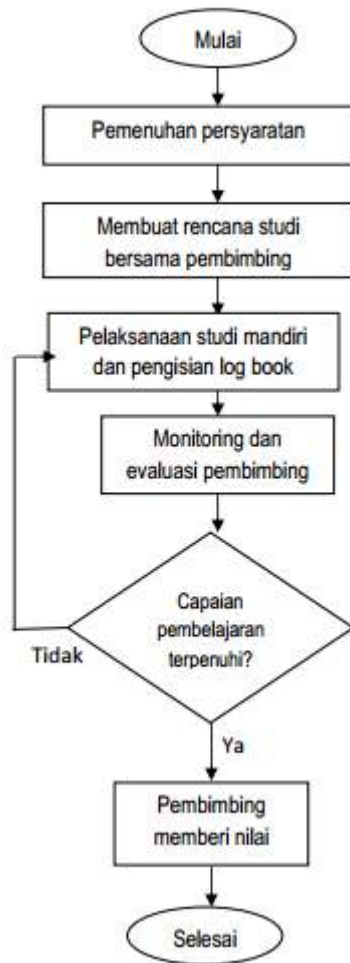 Mulai
Pemenuhan persyaratan
Membuat rencana studi
bersama pembimbing
Pelaksanaan studi mandiri
dan pengisian log book
Monitoring dan
evaluasi pembimbing
Capaian
pembelajaran
terpenuhi?
Tidak
Ya
Pembimbing
memberi nilai
Selesai